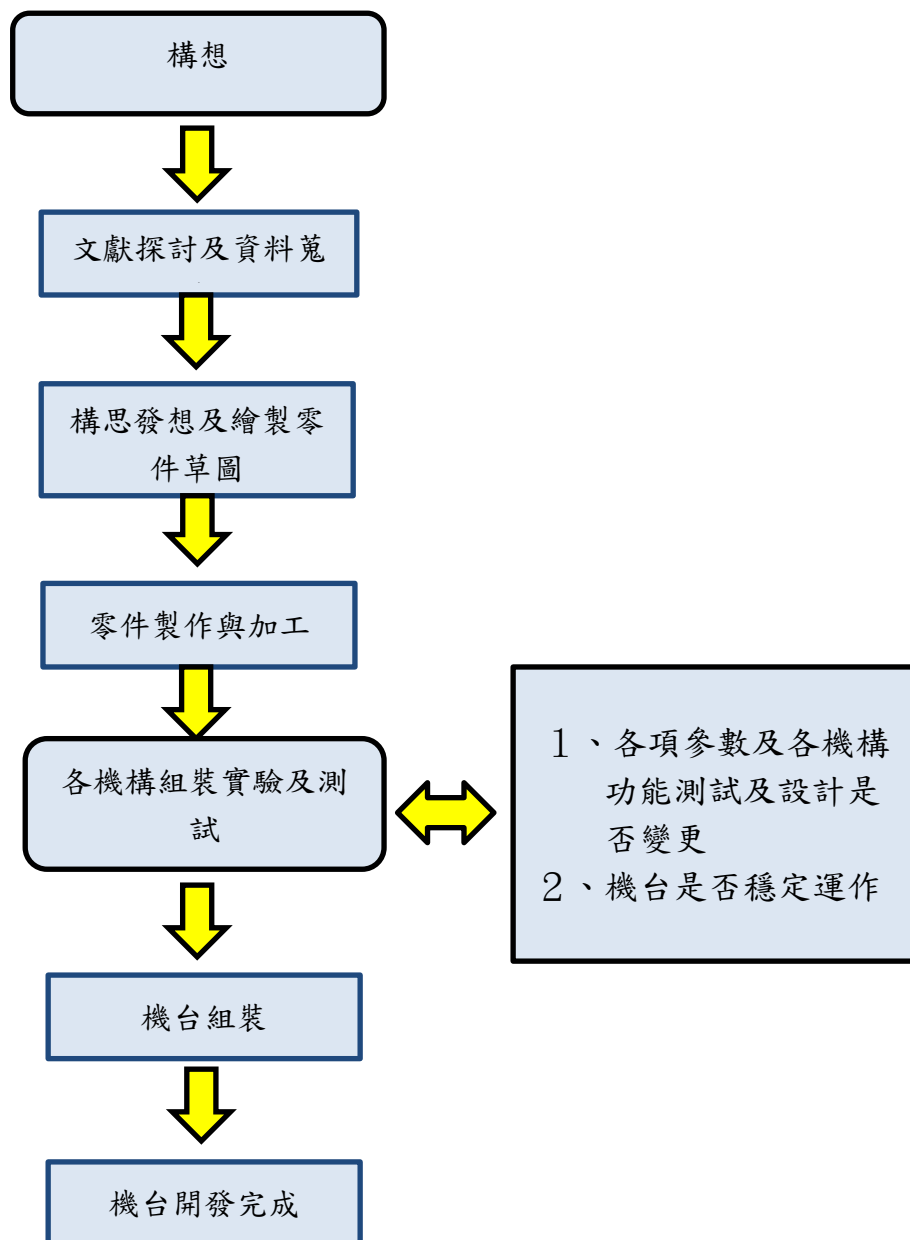 構想
文獻探討及資料蒐
構思發想及繪製零
件草圖
零件製作與加工
各機構組裝實驗及測
試
１、各項參數及各機構
功能測試及設計是
否變更
２、機台是否穩定運作
機台組裝
機台開發完成